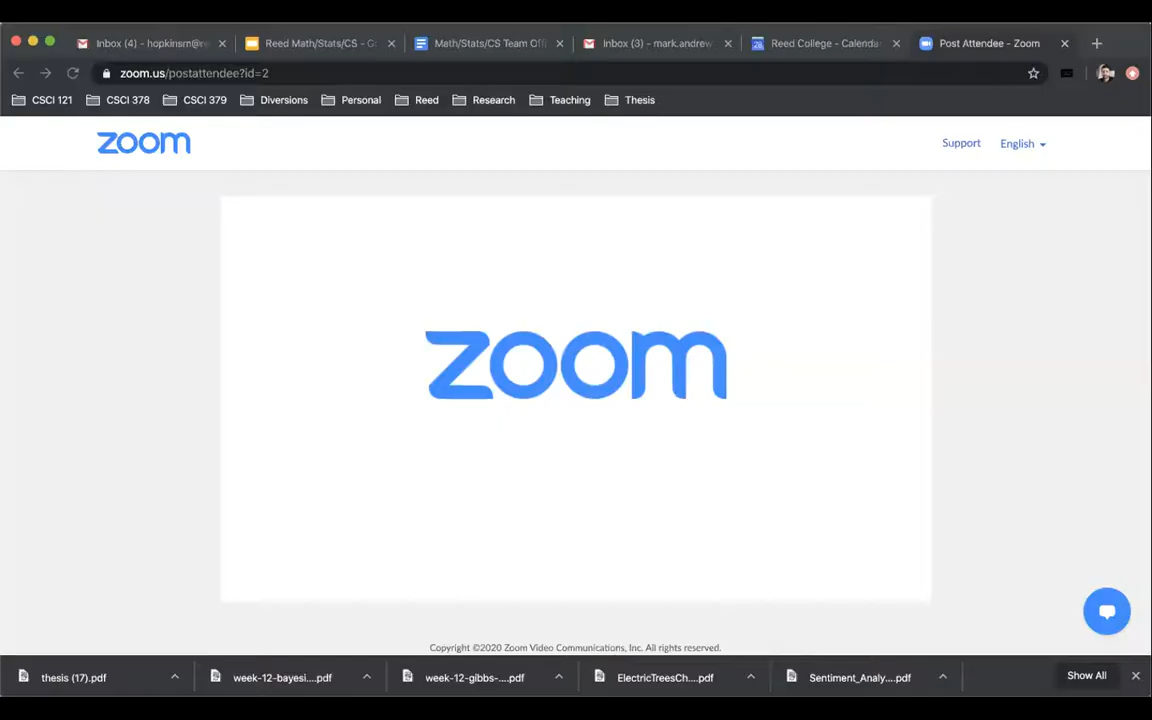 Inbox (4) - hopkinsm@re
Reed Math/Stats/CS - G
Math/Stats/CS Team Offi
Inbox (3) - mark.andrew
Reed College - Calenda
Post Attendee - Zoom
zoom.us/postattendee?id=2
CSCI 121
CSCI 378
CSCI 379
Diversions
Personal
Reed
Research
Teaching
Thesis
zoom
Support
English
zoom
Copyright ©2020 Zoom Video Communications, Inc. All rights reserved.
thesis (17).pdf
week-12-bayesi....pdf
week-12-gibbs-....pdf
ElectricTreesCh....pdf
Sentiment_Analy....pdf
Show All